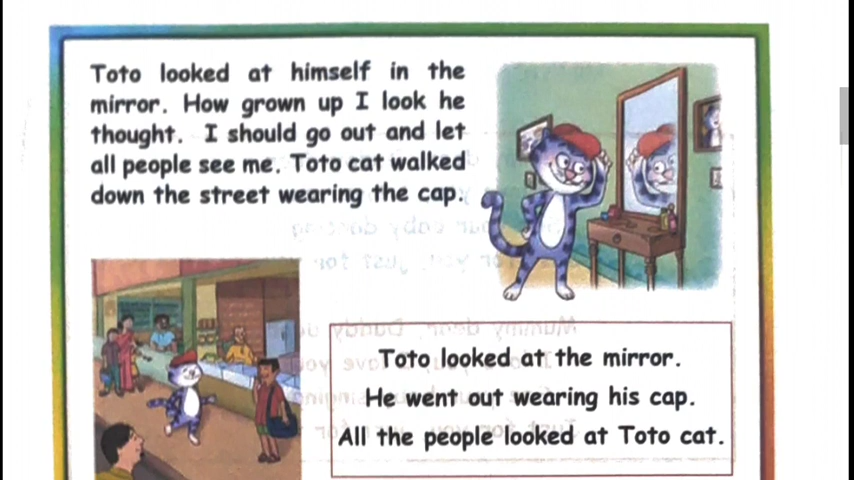 Toto looked at himself in the
mirror. How grown up I look he
thought. I should go out and let
all people see me. Toto cat walked
down the street wearing the cap.
Toto looked at the mirror.
He went out wearing his cap.
All the people looked at Toto cat.